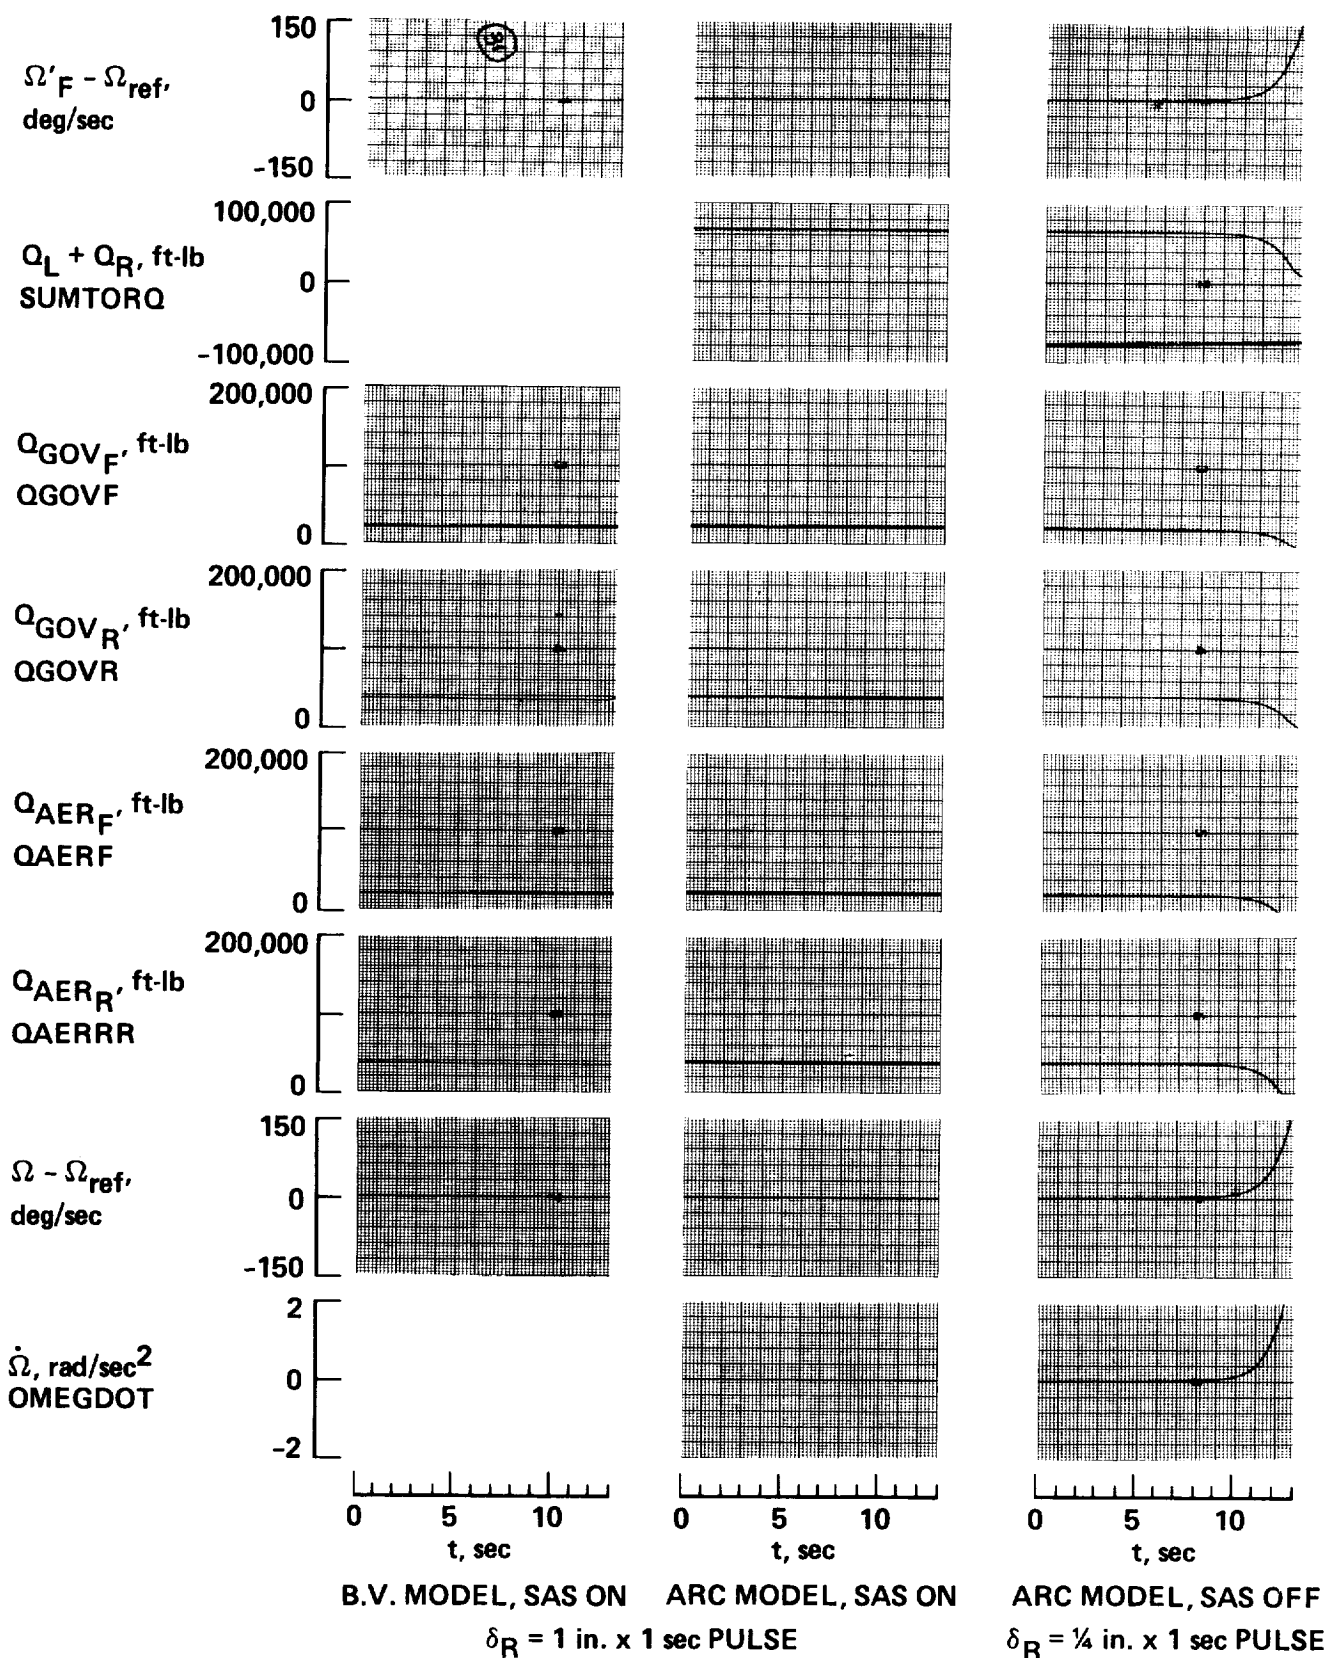 150
Ω'F - Ωref,
deg/sec
0
-150
100,000
QL + QR, ft-lb
SUMTORQ
0
-100,000
200,000
QGOVF, ft-lb
QGOVF
0
200,000
QGOVR, ft-lb
QGOVR
0
200,000
QAERF, ft-lb
QAERF
0
200,000
QAERR, ft-lb
QAERRR
0
150
Ω - Ωref,
deg/sec
0
-150
2
Ω̇, rad/sec2
OMEGDOT
0
-2
0 5 10 0 5 10 0 5 10
t, sec t, sec t, sec
B.V. MODEL, SAS ON ARC MODEL, SAS ON ARC MODEL, SAS OFF
δR = 1 in. x 1 sec PULSE δR = ¼ in. x 1 sec PULSE